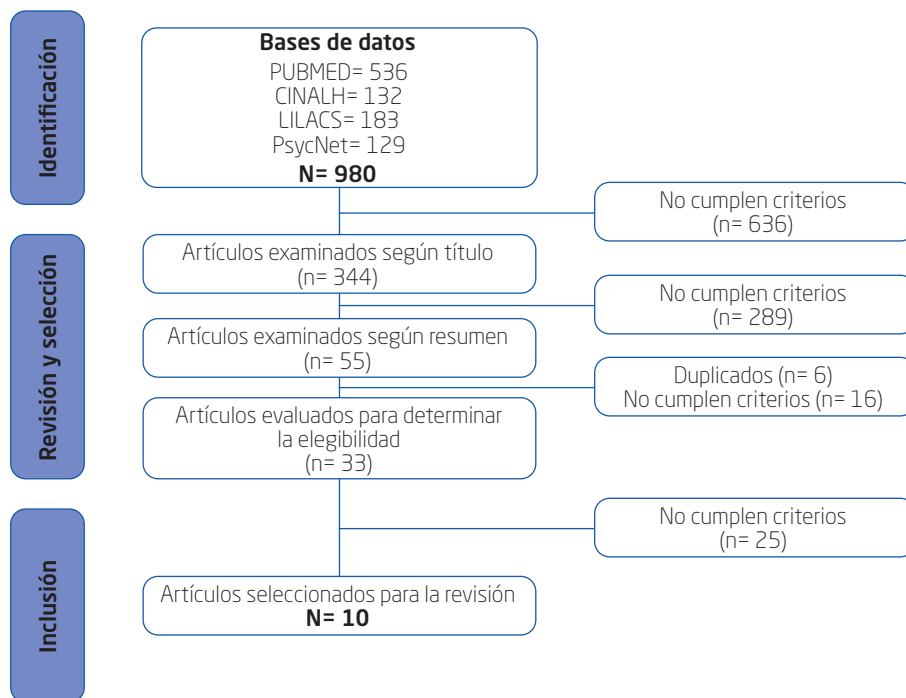 Identificación
Bases de datos
PUBMED= 536
CINALH= 132
LILACS= 183
PsycNet= 129
N= 980
No cumplen criterios
(n= 636)
Revisión y selección
Artículos examinados según título
(n= 344)
No cumplen criterios
(n= 289)
Artículos examinados según resumen
(n= 55)
Duplicados (n= 6)
No cumplen criterios (n= 16)
Artículos evaluados para determinar
la elegibilidad
(n= 33)
No cumplen criterios
(n= 25)
Inclusión
Artículos seleccionados para la revisión
N= 10